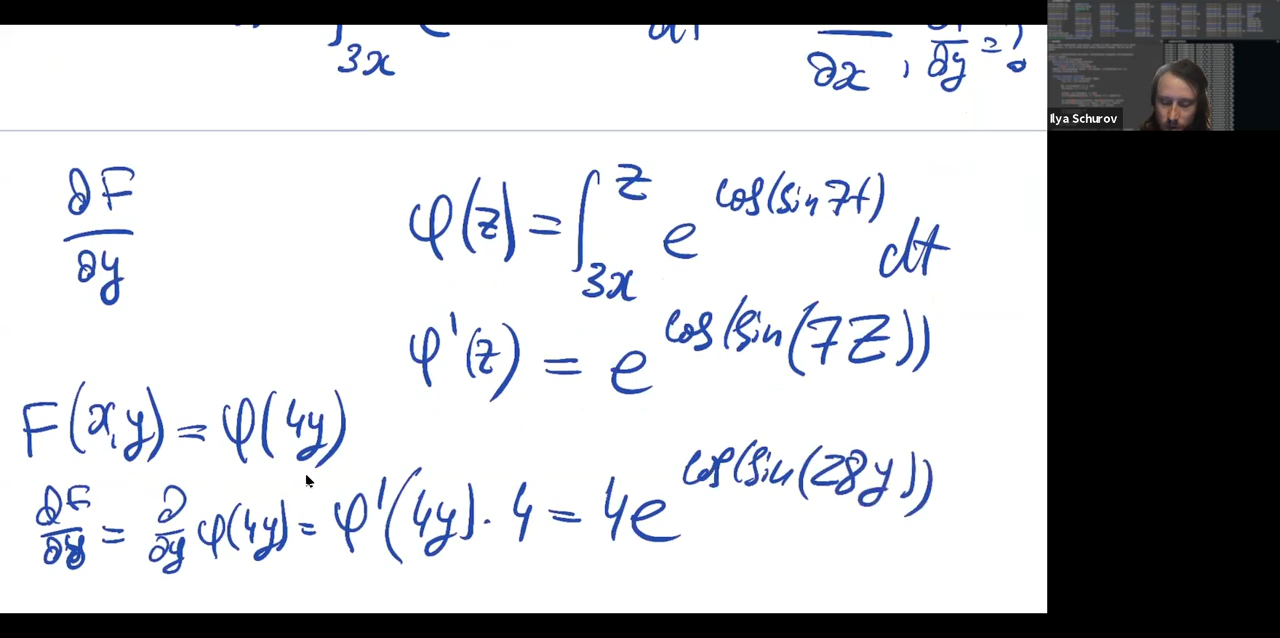 3x
∂x , ∂y = ?
∂F
∂y
φ(z) = ∫_{3x}^{z} e^{cos(sin 7t)} dt
φ'(z) = e^{cos(sin(7z))}
F(x,y) = φ(4y)
∂F/∂y = ∂/∂y φ(4y) = φ'(4y) · 4 = 4e^{cos(sin(28y))}
Ilya Schurov